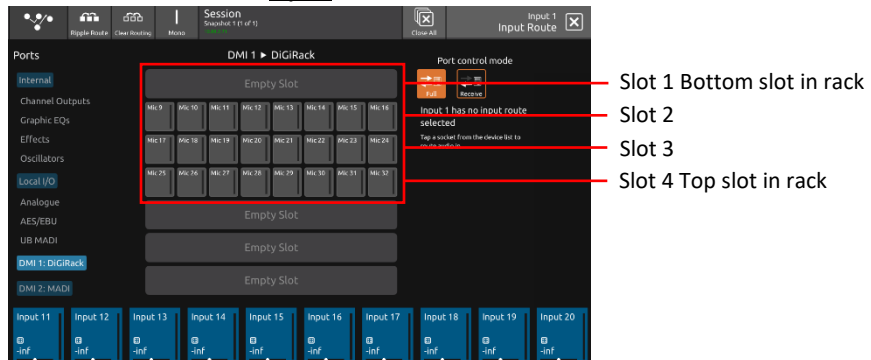 Session
Snapshot 1 (1 of 1)
Ripple Route
Clear Routing
Mono
Close All
Input 1
Input Route
Ports
DMI 1 ► DiGiRack
Port control mode
Internal
Channel Outputs
Graphic EQs
Effects
Oscillators
Local I/O
Analogue
AES/EBU
UB MADI
DMI 1: DiGiRack
DMI 2: MADI
Empty Slot
Mic 9 Mic 10 Mic 11 Mic 12 Mic 13 Mic 14 Mic 15 Mic 16
Mic 17 Mic 18 Mic 19 Mic 20 Mic 21 Mic 22 Mic 23 Mic 24
Mic 25 Mic 26 Mic 27 Mic 28 Mic 29 Mic 30 Mic 31 Mic 32
Empty Slot
Empty Slot
Empty Slot
Full
Receive
Input 1 has no input route
selected
Tap a socket from the device list to
route audio in
Slot 1 Bottom slot in rack
Slot 2
Slot 3
Slot 4 Top slot in rack
Input 11 Input 12 Input 13 Input 14 Input 15 Input 16 Input 17 Input 18 Input 19 Input 20
-inf -inf -inf -inf -inf -inf -inf -inf -inf -inf